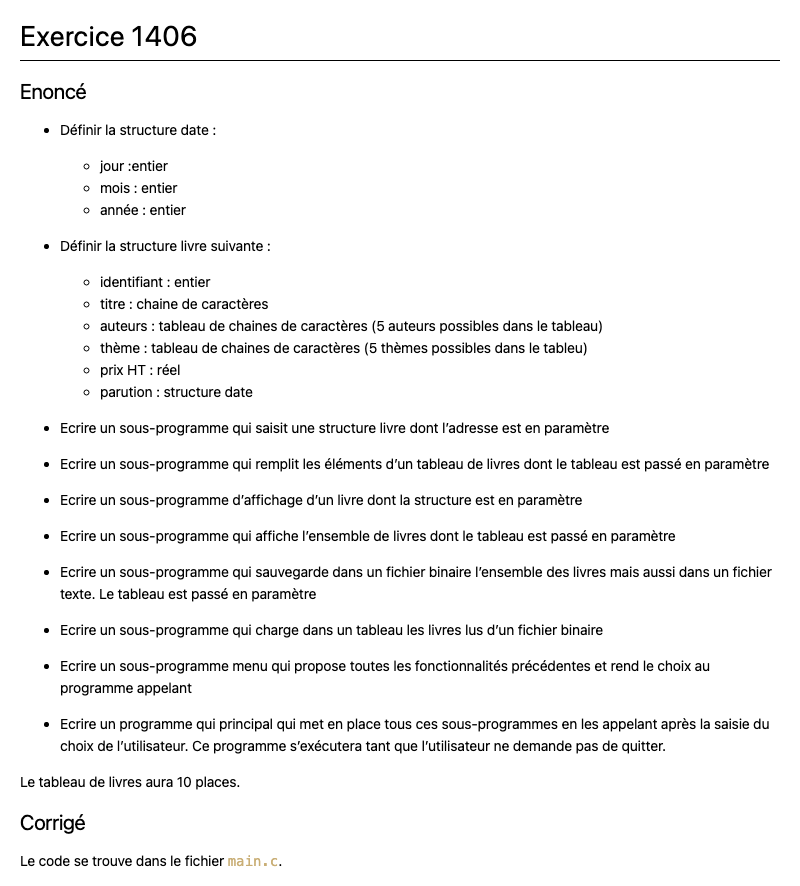 Exercice 1406
Enoncé
Définir la structure date :
jour :entier
mois : entier
année : entier
Définir la structure livre suivante :
identifiant : entier
titre : chaine de caractères
auteurs : tableau de chaines de caractères (5 auteurs possibles dans le tableau)
thème : tableau de chaines de caractères (5 thèmes possibles dans le tableu)
prix HT : réel
parution : structure date
Ecrire un sous-programme qui saisit une structure livre dont l’adresse est en paramètre
Ecrire un sous-programme qui remplit les éléments d’un tableau de livres dont le tableau est passé en paramètre
Ecrire un sous-programme d’affichage d’un livre dont la structure est en paramètre
Ecrire un sous-programme qui affiche l’ensemble de livres dont le tableau est passé en paramètre
Ecrire un sous-programme qui sauvegarde dans un fichier binaire l’ensemble des livres mais aussi dans un fichier
texte. Le tableau est passé en paramètre
Ecrire un sous-programme qui charge dans un tableau les livres lus d’un fichier binaire
Ecrire un sous-programme menu qui propose toutes les fonctionnalités précédentes et rend le choix au
programme appelant
Ecrire un programme qui principal qui met en place tous ces sous-programmes en les appelant après la saisie du
choix de l’utilisateur. Ce programme s’exécutera tant que l’utilisateur ne demande pas de quitter.
Le tableau de livres aura 10 places.
Corrigé
Le code se trouve dans le fichier main.c.